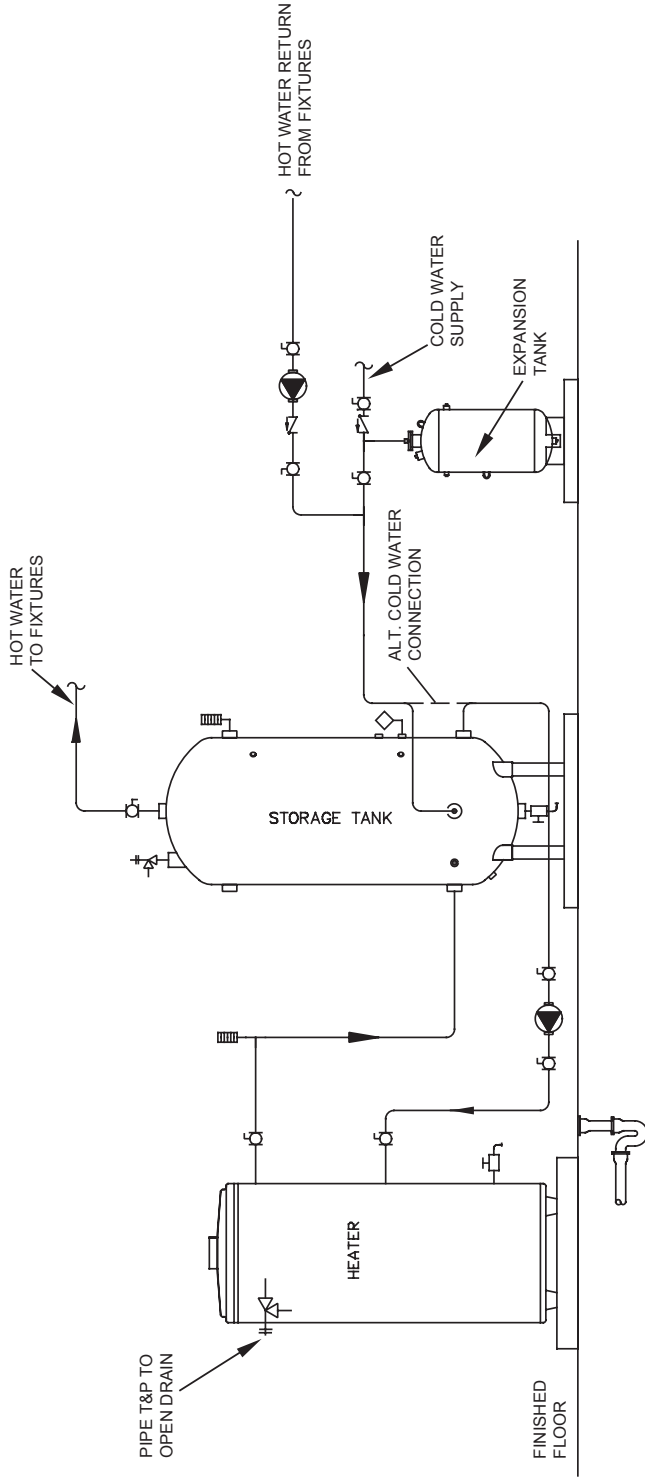 HOT WATER
TO FIXTURES
HOT WATER RETURN
FROM FIXTURES
PIPE T&P TO
OPEN DRAIN
HEATER
STORAGE TANK
ALT. COLD WATER
CONNECTION
COLD WATER
SUPPLY
EXPANSION
TANK
FINISHED
FLOOR